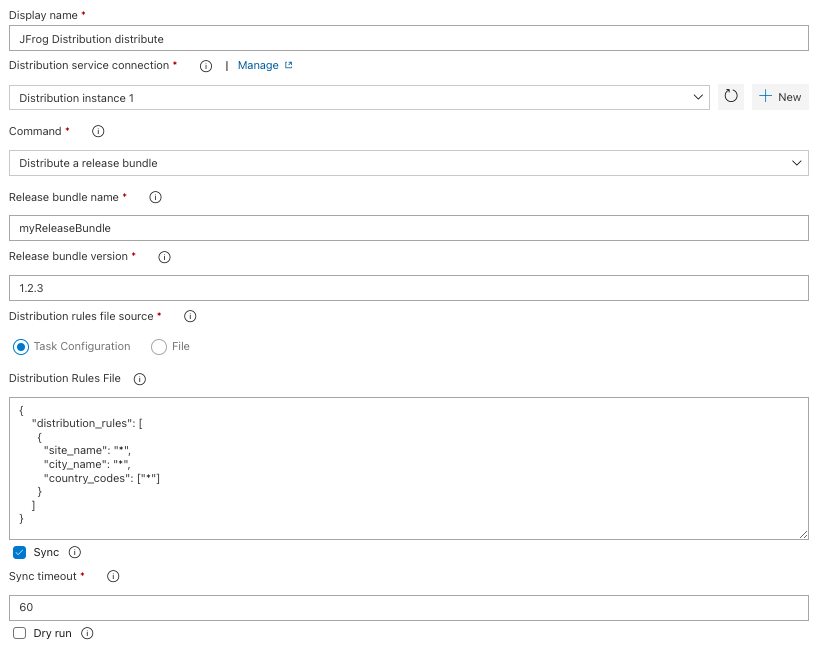 Display name *
JFrog Distribution distribute
Distribution service connection * | Manage
Distribution instance 1 New
Command *
Distribute a release bundle
Release bundle name *
myReleaseBundle
Release bundle version *
1.2.3
Distribution rules file source *
Task Configuration File
Distribution Rules File
{
"distribution_rules": [
{
"site_name": "*",
"city_name": "*",
"country_codes": ["*"]
}
]
}
Sync
Sync timeout *
60
Dry run